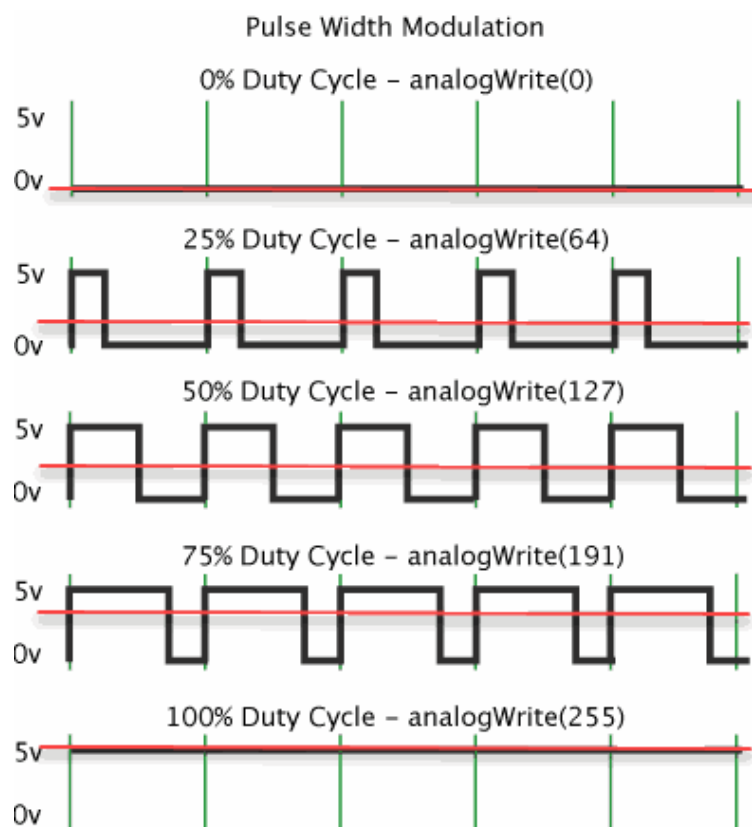 Pulse Width Modulation
0% Duty Cycle – analogWrite(0)
5v
0v
25% Duty Cycle – analogWrite(64)
5v
0v
50% Duty Cycle – analogWrite(127)
5v
0v
75% Duty Cycle – analogWrite(191)
5v
0v
100% Duty Cycle – analogWrite(255)
5v
0v